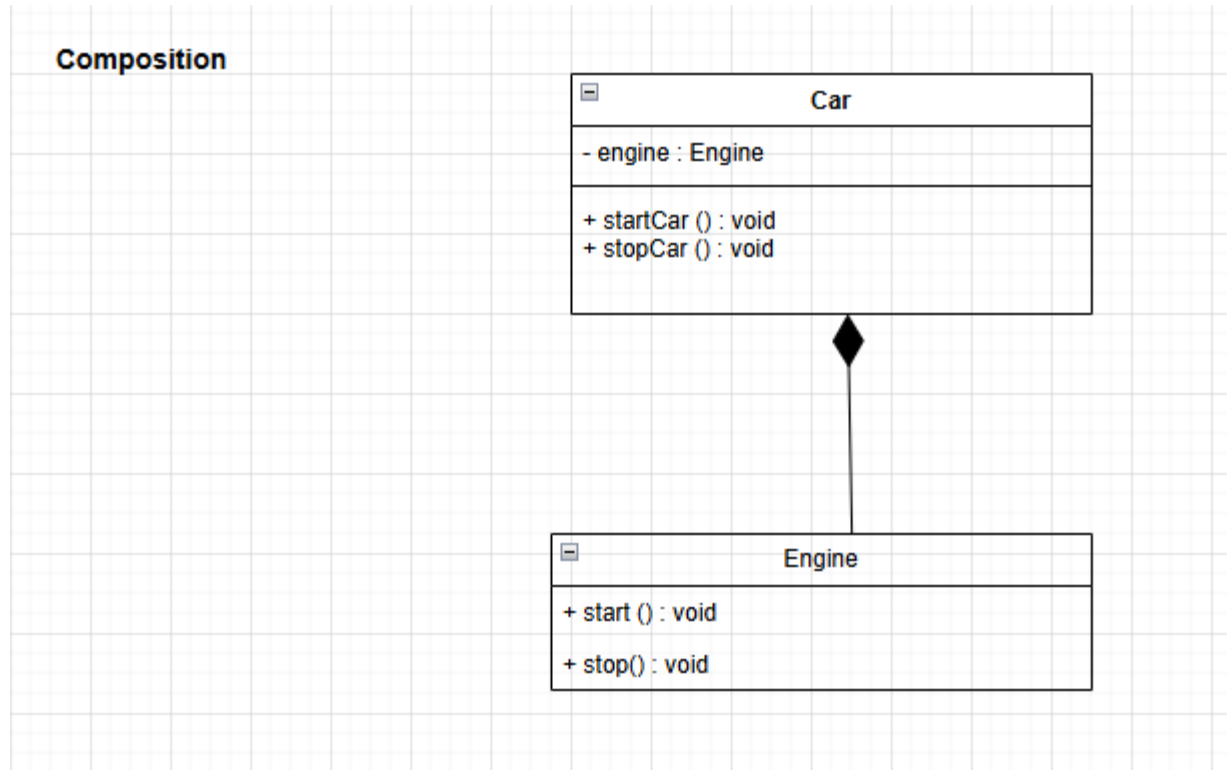 Composition
Car
- engine : Engine
+ startCar () : void
+ stopCar () : void
Engine
+ start () : void
+ stop() : void